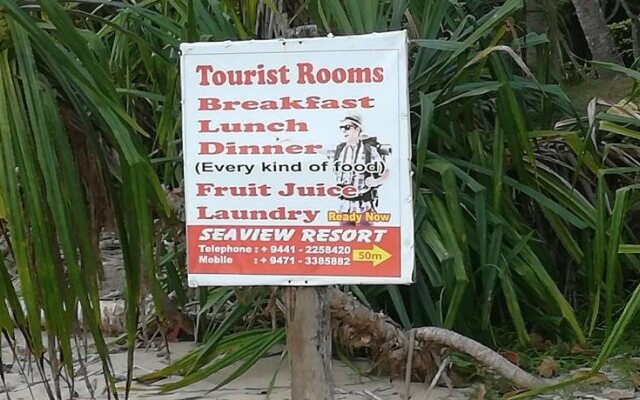 Tourist Rooms
Breakfast
Lunch
Dinner
(Every kind of food)
Fruit Juice
Laundry Ready Now
SEAVIEW RESORT
Telephone : + 9441 - 2258420
Mobile : + 9471 - 3385882
50m